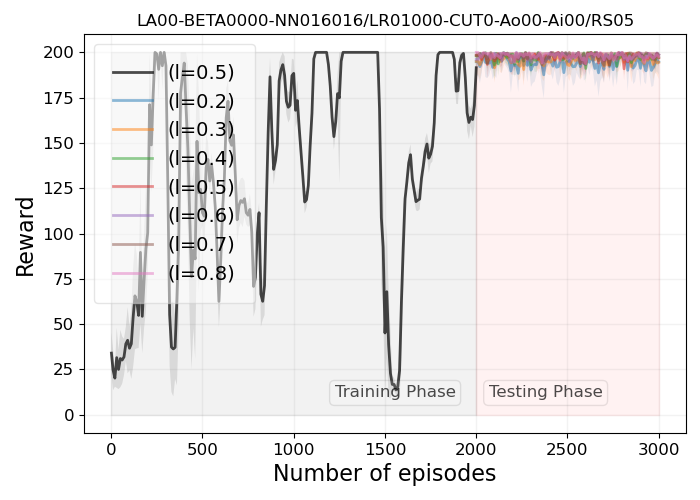 LA00-BETA0000-NN016016/LR01000-CUT0-Ao00-Ai00/RS05
Reward
200
175
150
125
100
75
50
25
0
(l=0.5)
(l=0.2)
(l=0.3)
(l=0.4)
(l=0.5)
(l=0.6)
(l=0.7)
(l=0.8)
Training Phase
Testing Phase
0
500
1000
1500
2000
2500
3000
Number of episodes